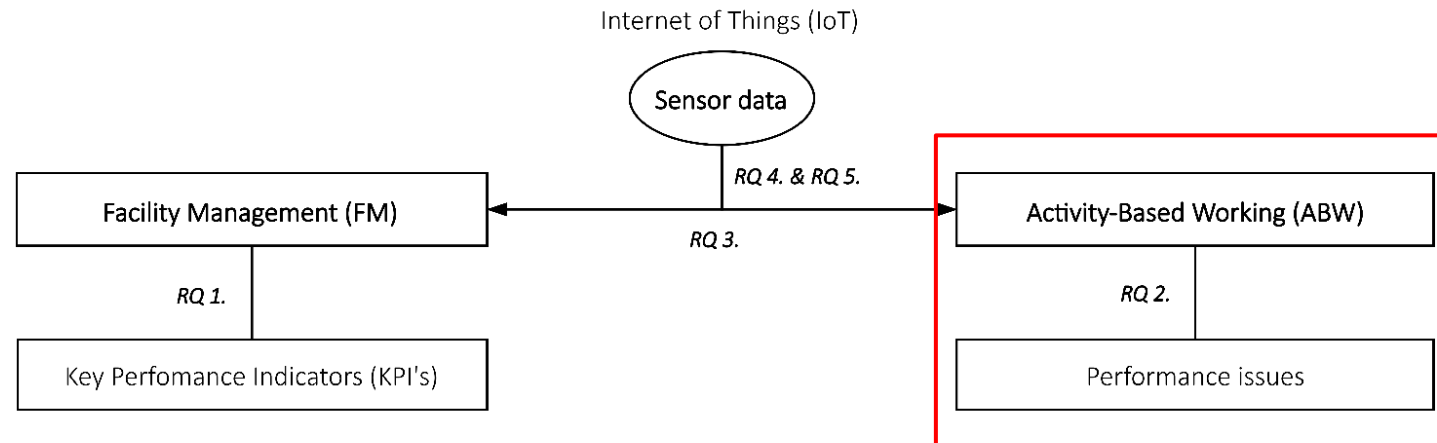 Internet of Things (IoT)
Sensor data
RQ 4. & RQ 5.
Facility Management (FM)
Activity-Based Working (ABW)
RQ 3.
RQ 1.
RQ 2.
Key Perfomance Indicators (KPI's)
Performance issues